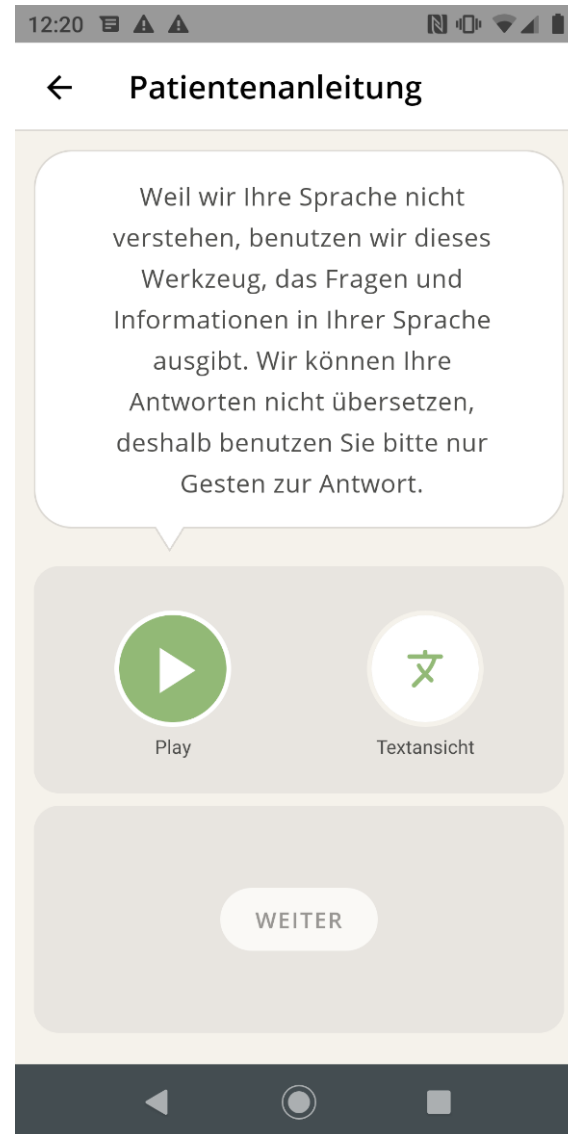 12:20
Patientenanleitung
Weil wir Ihre Sprache nicht
verstehen, benutzen wir dieses
Werkzeug, das Fragen und
Informationen in Ihrer Sprache
ausgibt. Wir können Ihre
Antworten nicht übersetzen,
deshalb benutzen Sie bitte nur
Gesten zur Antwort.
Play
Textansicht
WEITER